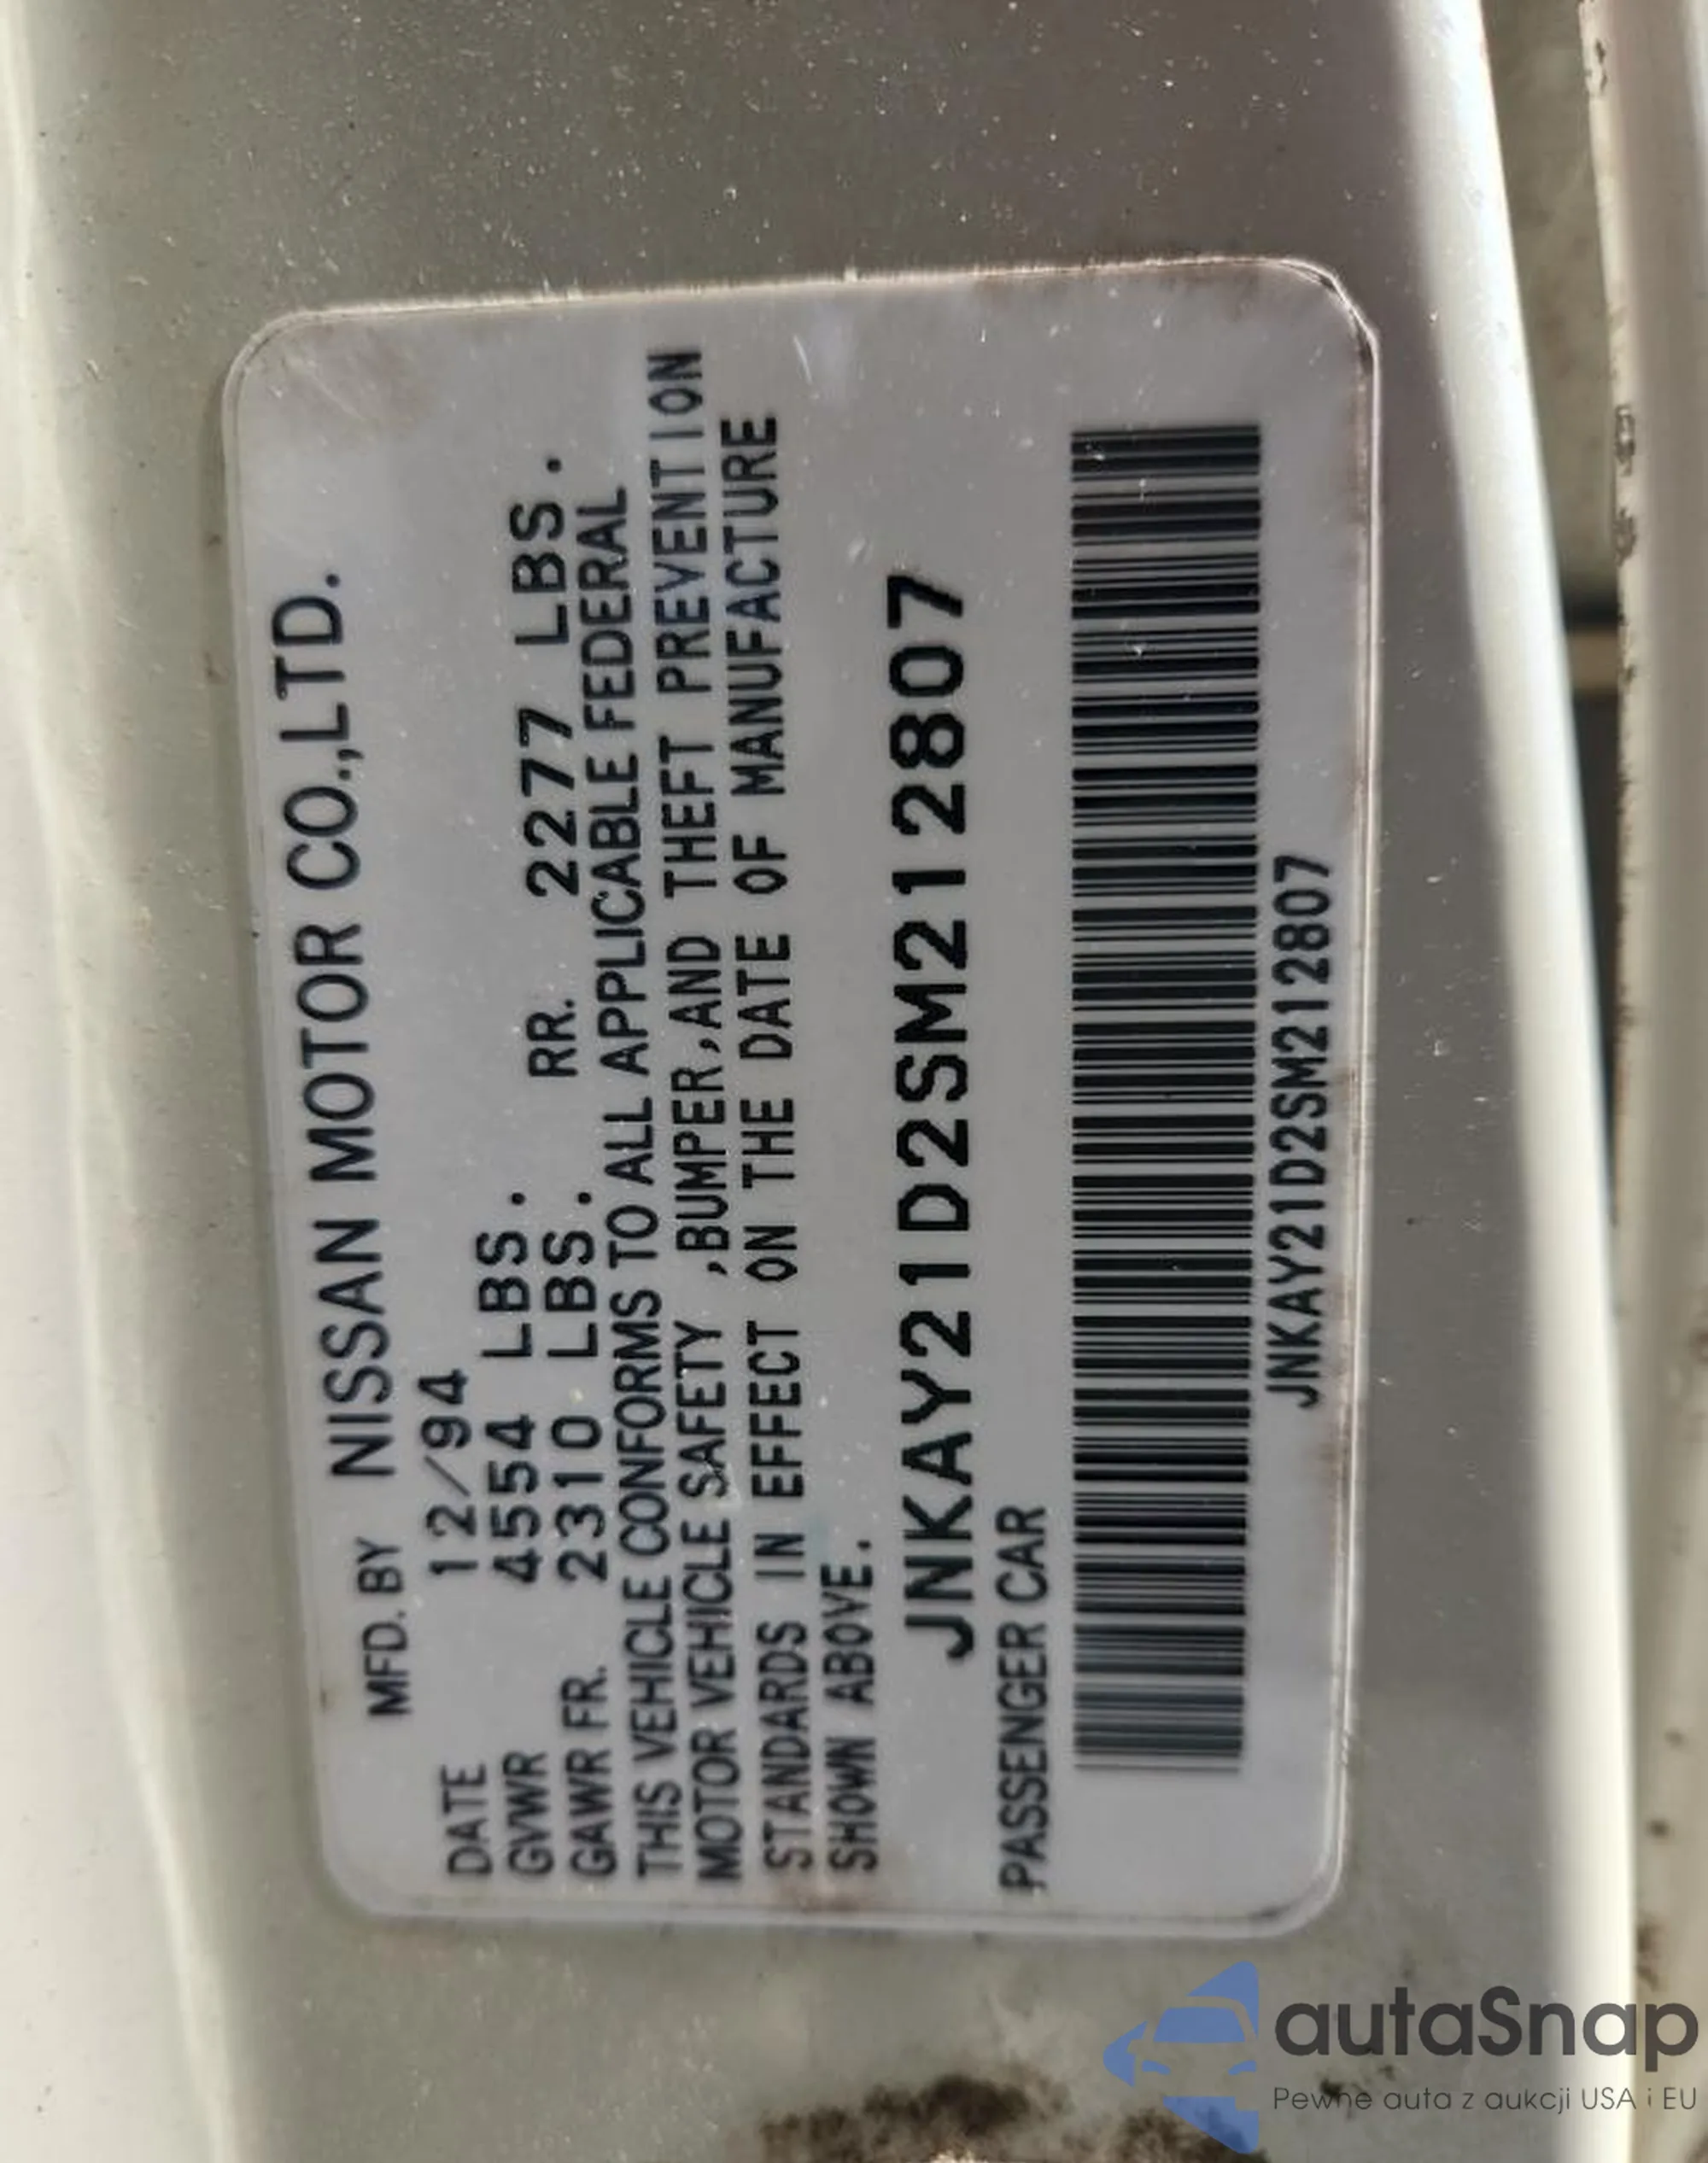 MFD. BY NISSAN MOTOR CO.,LTD.
DATE 12/94
GVWR 4554 LBS.
GAWR FR. 2310 LBS. RR. 2277 LBS.
THIS VEHICLE CONFORMS TO ALL APPLICABLE FEDERAL
MOTOR VEHICLE SAFETY ,BUMPER,AND THEFT PREVENTION
STANDARDS IN EFFECT ON THE DATE OF MANUFACTURE
SHOWN ABOVE.
JNKAY21D2SM212807
PASSENGER CAR
JNKAY21D2SM212807
autaSnap
Pewne auta z aukcji USA i EU